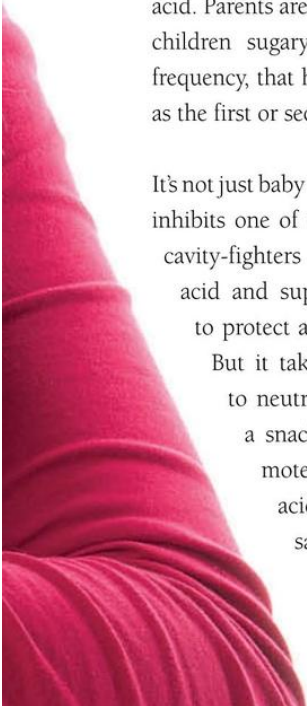 acid. Parents are
children sugary
frequency, that h
as the first or sec
It's not just baby
inhibits one of
cavity-fighters
acid and sup
to protect a
But it tak
to neutr
a snac
mote
acid
sa